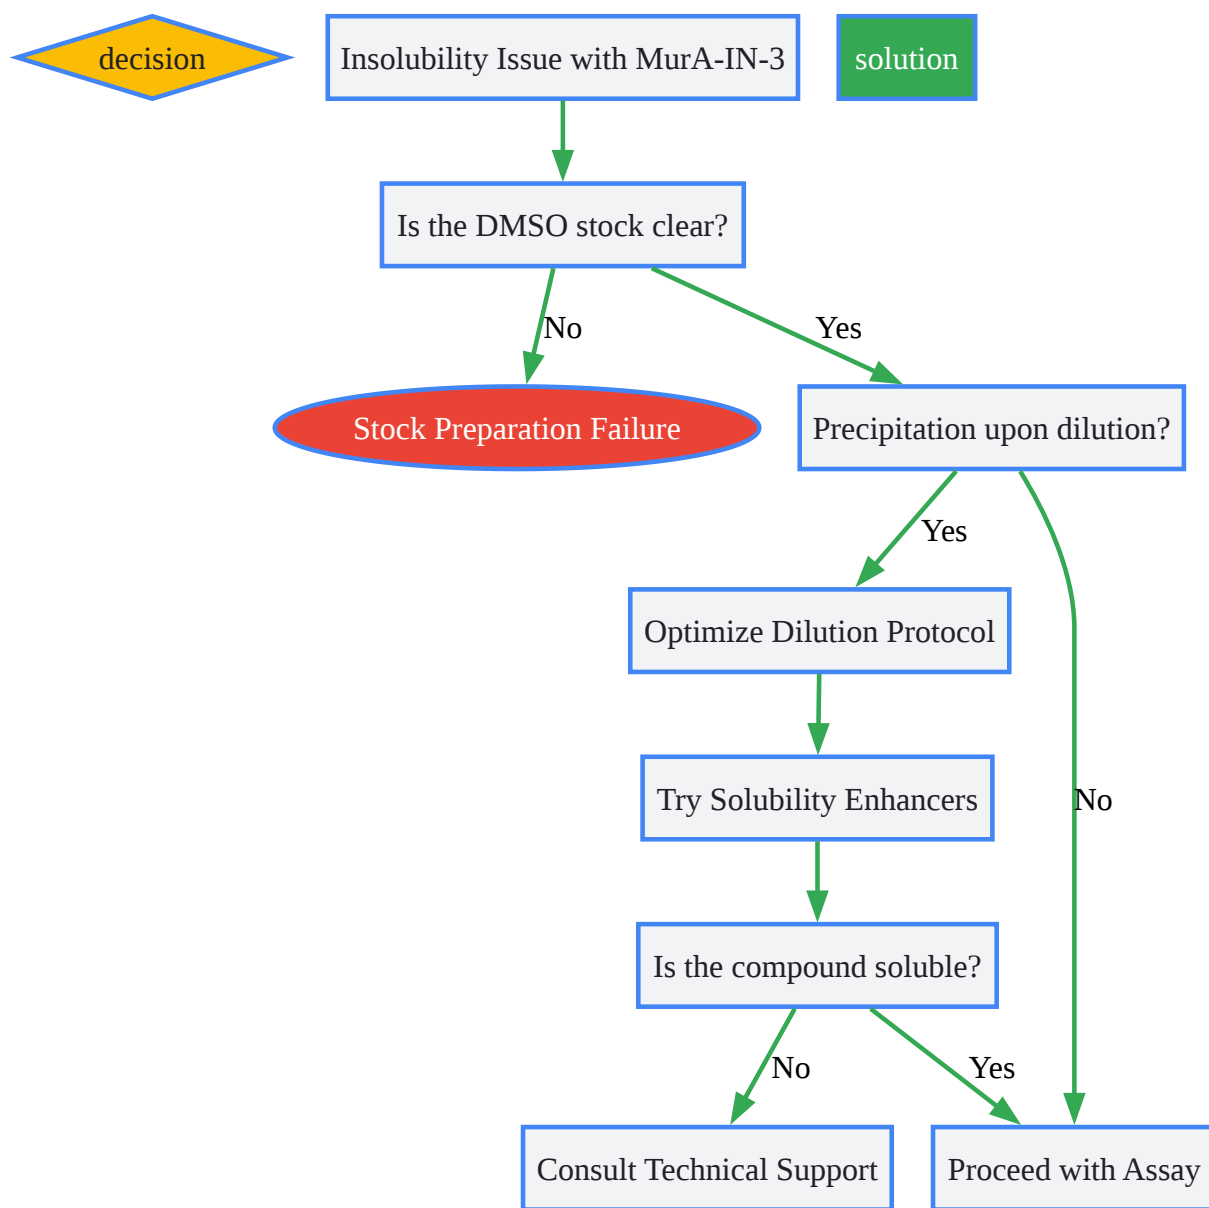 decision
Insolubility Issue with MurA-IN-3
solution
Is the DMSO stock clear?
No
Yes
Stock Preparation Failure
Precipitation upon dilution?
Yes
Optimize Dilution Protocol
Try Solubility Enhancers
No
Is the compound soluble?
No
Yes
Consult Technical Support
Proceed with Assay